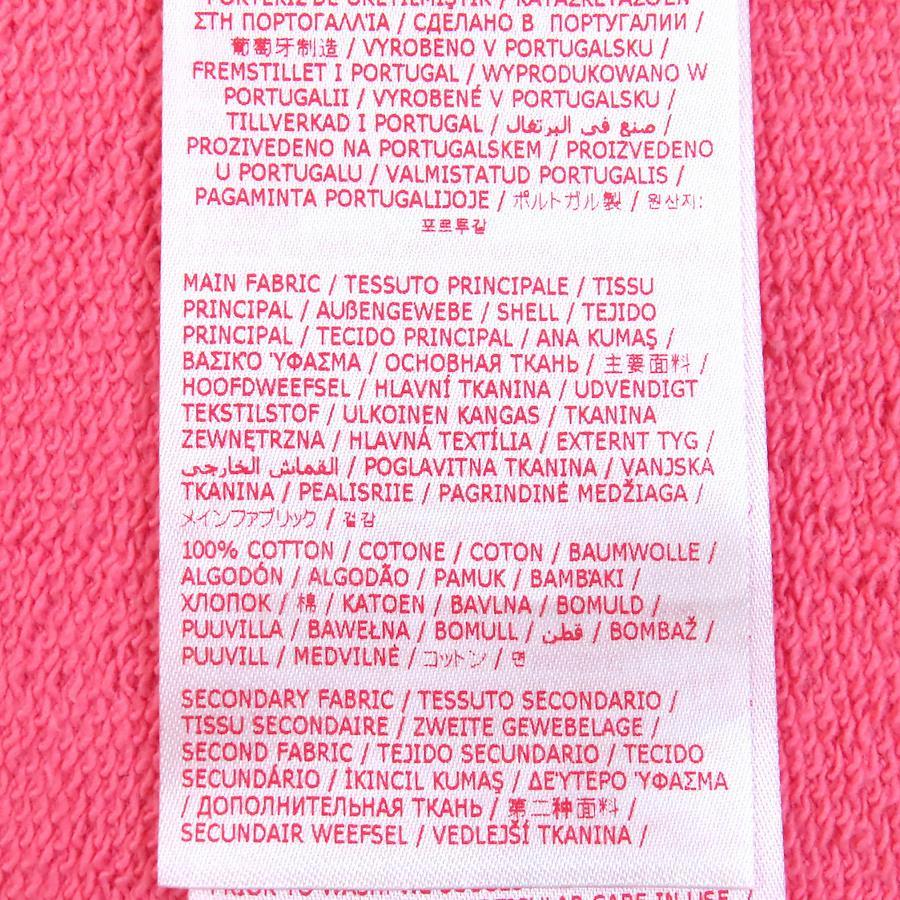 PORTEKİZ'DE ÜRETİLMİŞTİR / ΚΑΤΑΣΚΕΥΑΖΕΤΑΙ
ΣΤΗ ΠΟΡΤΟΓΑΛΛΊΑ / СДЕЛАНО В ПОРТУГАЛИИ /
葡萄牙制造 / VYROBENO V PORTUGALSKU /
FREMSTILLET I PORTUGAL / WYPRODUKOWANO W
PORTUGALII / VYROBENÉ V PORTUGALSKU /
TILLVERKAD I PORTUGAL / صنع في البرتغال /
PROZIVEDENO NA PORTUGALSKEM / PROIZVEDENO
U PORTUGALU / VALMISTATUD PORTUGALIS /
PAGAMINTA PORTUGALIJOJE / ポルトガル製 / 원산지:
포르투갈
MAIN FABRIC / TESSUTO PRINCIPALE / TISSU
PRINCIPAL / AUßENGEWEBE / SHELL / TEJIDO
PRINCIPAL / TECIDO PRINCIPAL / ANA KUMAŞ /
ΒΑΣΙΚΌ ΎΦΑΣΜΑ / ОСНОВНАЯ ТКАНЬ / 主要面料 /
HOOFDWEEFSEL / HLAVNÍ TKANINA / UDVENDIGT
TEKSTILSTOF / ULKOINEN KANGAS / TKANINA
ZEWNĘTRZNA / HLAVNÁ TEXTÍLIA / EXTERNT TYG /
القماش الخارجي / POGLAVITNA TKANINA / VANJSKA
TKANINA / PEALISRIIE / PAGRINDINĖ MEDŽIAGA /
メインファブリック / 겉감
100% COTTON / COTONE / COTON / BAUMWOLLE /
ALGODÓN / ALGODÃO / PAMUK / ΒΑΜΒΆΚΙ /
ХЛОПОК / 棉 / KATOEN / BAVLNA / BOMULD /
PUUVILLA / BAWEŁNA / BOMULL / قطن / BOMBAŽ /
PUUVILL / MEDVILNĖ / コットン / 면
SECONDARY FABRIC / TESSUTO SECONDARIO /
TISSU SECONDAIRE / ZWEITE GEWEBELAGE /
SECOND FABRIC / TEJIDO SECUNDARIO / TECIDO
SECUNDÁRIO / İKINCIL KUMAŞ / ΔΕΎΤΕΡΟ ΎΦΑΣΜΑ
/ ДОПОЛНИТЕЛЬНАЯ ТКАНЬ / 第二种面料 /
SECUNDAIR WEEFSEL / VEDLEJŠÍ TKANINA /